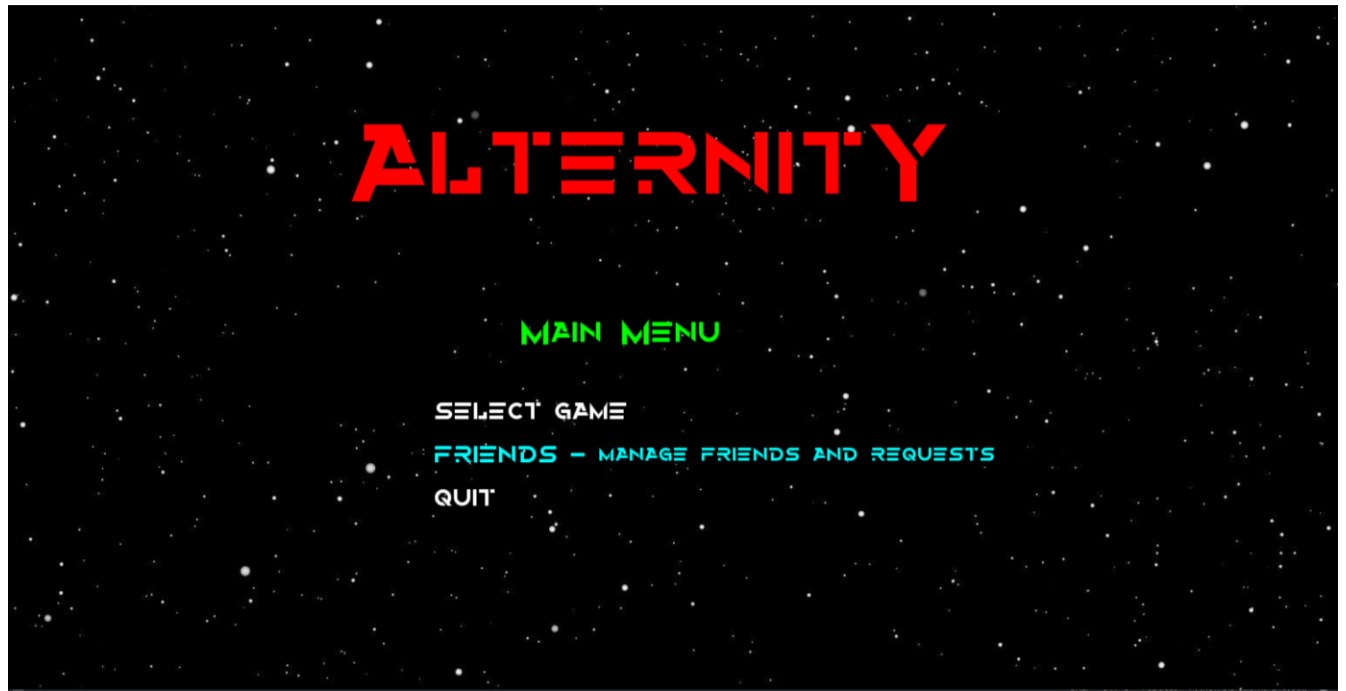 ALTERNITY
MAIN MENU
SELECT GAME
FRIENDS - MANAGE FRIENDS AND REQUESTS
QUIT